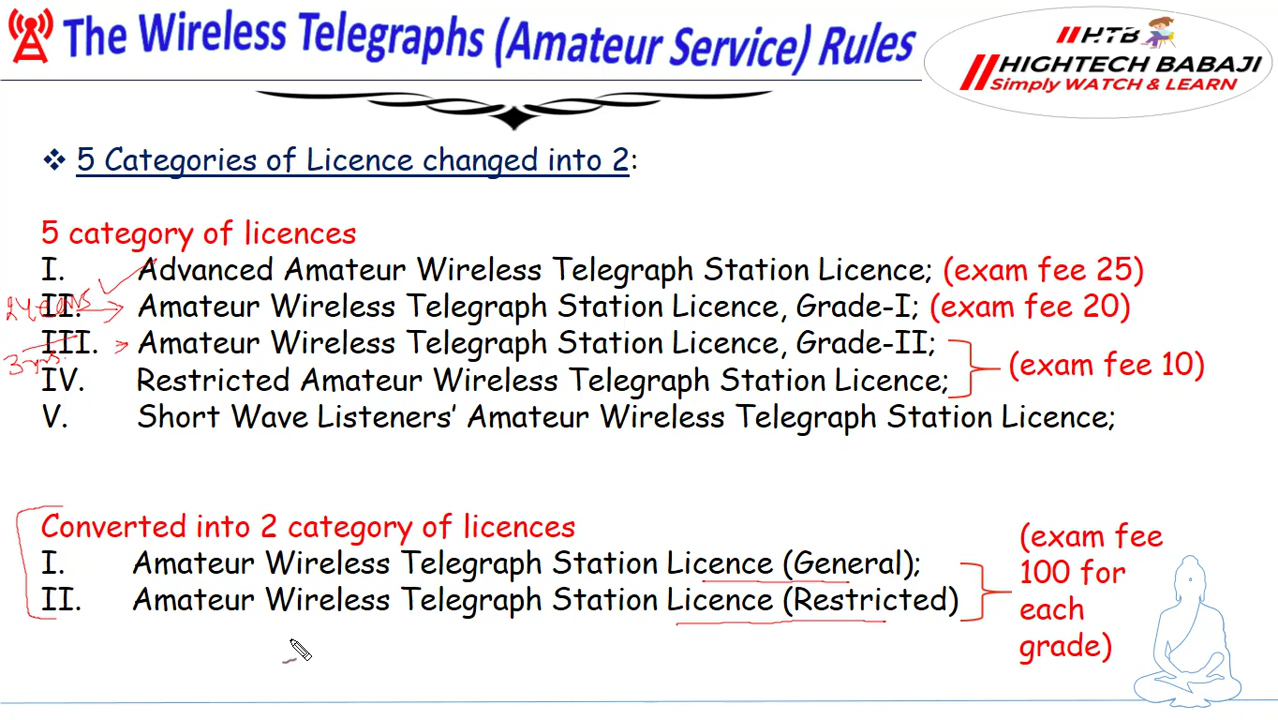 The Wireless Telegraphs (Amateur Service) Rules
HTB
HIGHTECH BABAJI
Simply WATCH & LEARN
❖ 5 Categories of Licence changed into 2:
5 category of licences
I. Advanced Amateur Wireless Telegraph Station Licence; (exam fee 25)
2 Years
II. Amateur Wireless Telegraph Station Licence, Grade-I; (exam fee 20)
III. Amateur Wireless Telegraph Station Licence, Grade-II;
(exam fee 10)
IV. Restricted Amateur Wireless Telegraph Station Licence;
V. Short Wave Listeners’ Amateur Wireless Telegraph Station Licence;
Converted into 2 category of licences
I. Amateur Wireless Telegraph Station Licence (General);
II. Amateur Wireless Telegraph Station Licence (Restricted)
(exam fee
100 for
each
grade)